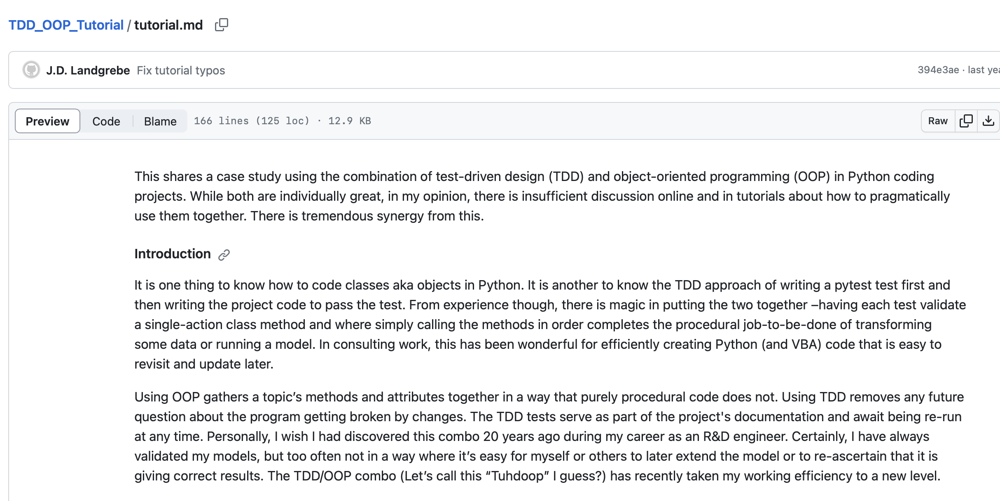 TDD_OOP_Tutorial / tutorial.md
J.D. Landgrebe Fix tutorial typos
394e3ae · last
Preview Code Blame 166 lines (125 loc) · 12.9 KB
Raw
This shares a case study using the combination of test-driven design (TDD) and object-oriented programming (OOP) in Python coding
projects. While both are individually great, in my opinion, there is insufficient discussion online and in tutorials about how to pragmatically
use them together. There is tremendous synergy from this.
Introduction
It is one thing to know how to code classes aka objects in Python. It is another to know the TDD approach of writing a pytest test first and
then writing the project code to pass the test. From experience though, there is magic in putting the two together –having each test validate
a single-action class method and where simply calling the methods in order completes the procedural job-to-be-done of transforming
some data or running a model. In consulting work, this has been wonderful for efficiently creating Python (and VBA) code that is easy to
revisit and update later.
Using OOP gathers a topic’s methods and attributes together in a way that purely procedural code does not. Using TDD removes any future
question about the program getting broken by changes. The TDD tests serve as part of the project's documentation and await being re-run
at any time. Personally, I wish I had discovered this combo 20 years ago during my career as an R&D engineer. Certainly, I have always
validated my models, but too often not in a way where it’s easy for myself or others to later extend the model or to re-ascertain that it is
giving correct results. The TDD/OOP combo (Let’s call this “Tuhdoop” I guess?) has recently taken my working efficiency to a new level.